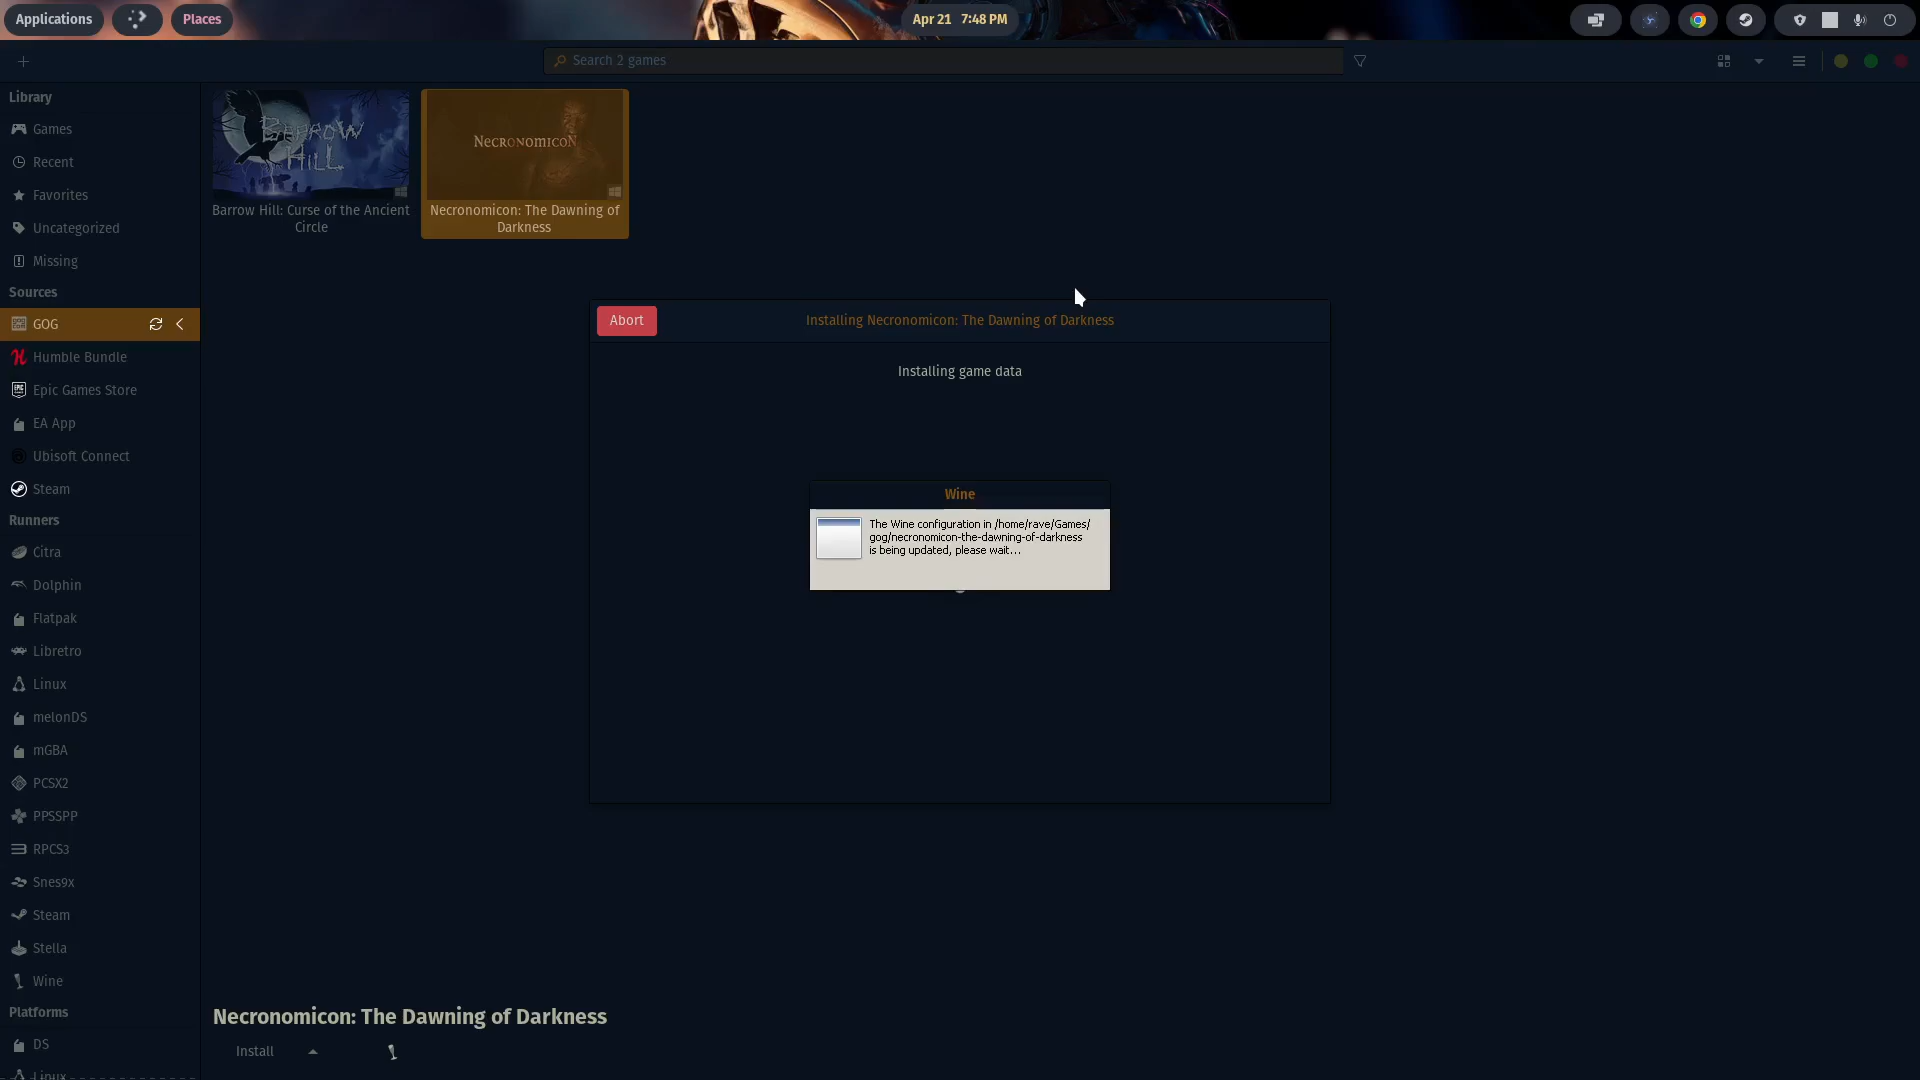 Applications
Places
Apr 21 7:48 PM
Search 2 games
Library
Games
Recent
Favorites
Uncategorized
Missing
Sources
GOG
Humble Bundle
Epic Games Store
EA App
Ubisoft Connect
Steam
Runners
Citra
Dolphin
Flatpak
Libretro
Linux
melonDS
mGBA
PCSX2
PPSSPP
RPCS3
Snes9x
Steam
Stella
Wine
Platforms
DS
Linux
BARROW
HILL
Barrow Hill: Curse of the Ancient
Circle
NECRONOMICON
Necronomicon: The Dawning of
Darkness
Abort
Installing Necronomicon: The Dawning of Darkness
Installing game data
Wine
The Wine configuration in /home/rave/Games/
gog/necronomicon-the-dawning-of-darkness
is being updated, please wait...
Necronomicon: The Dawning of Darkness
Install